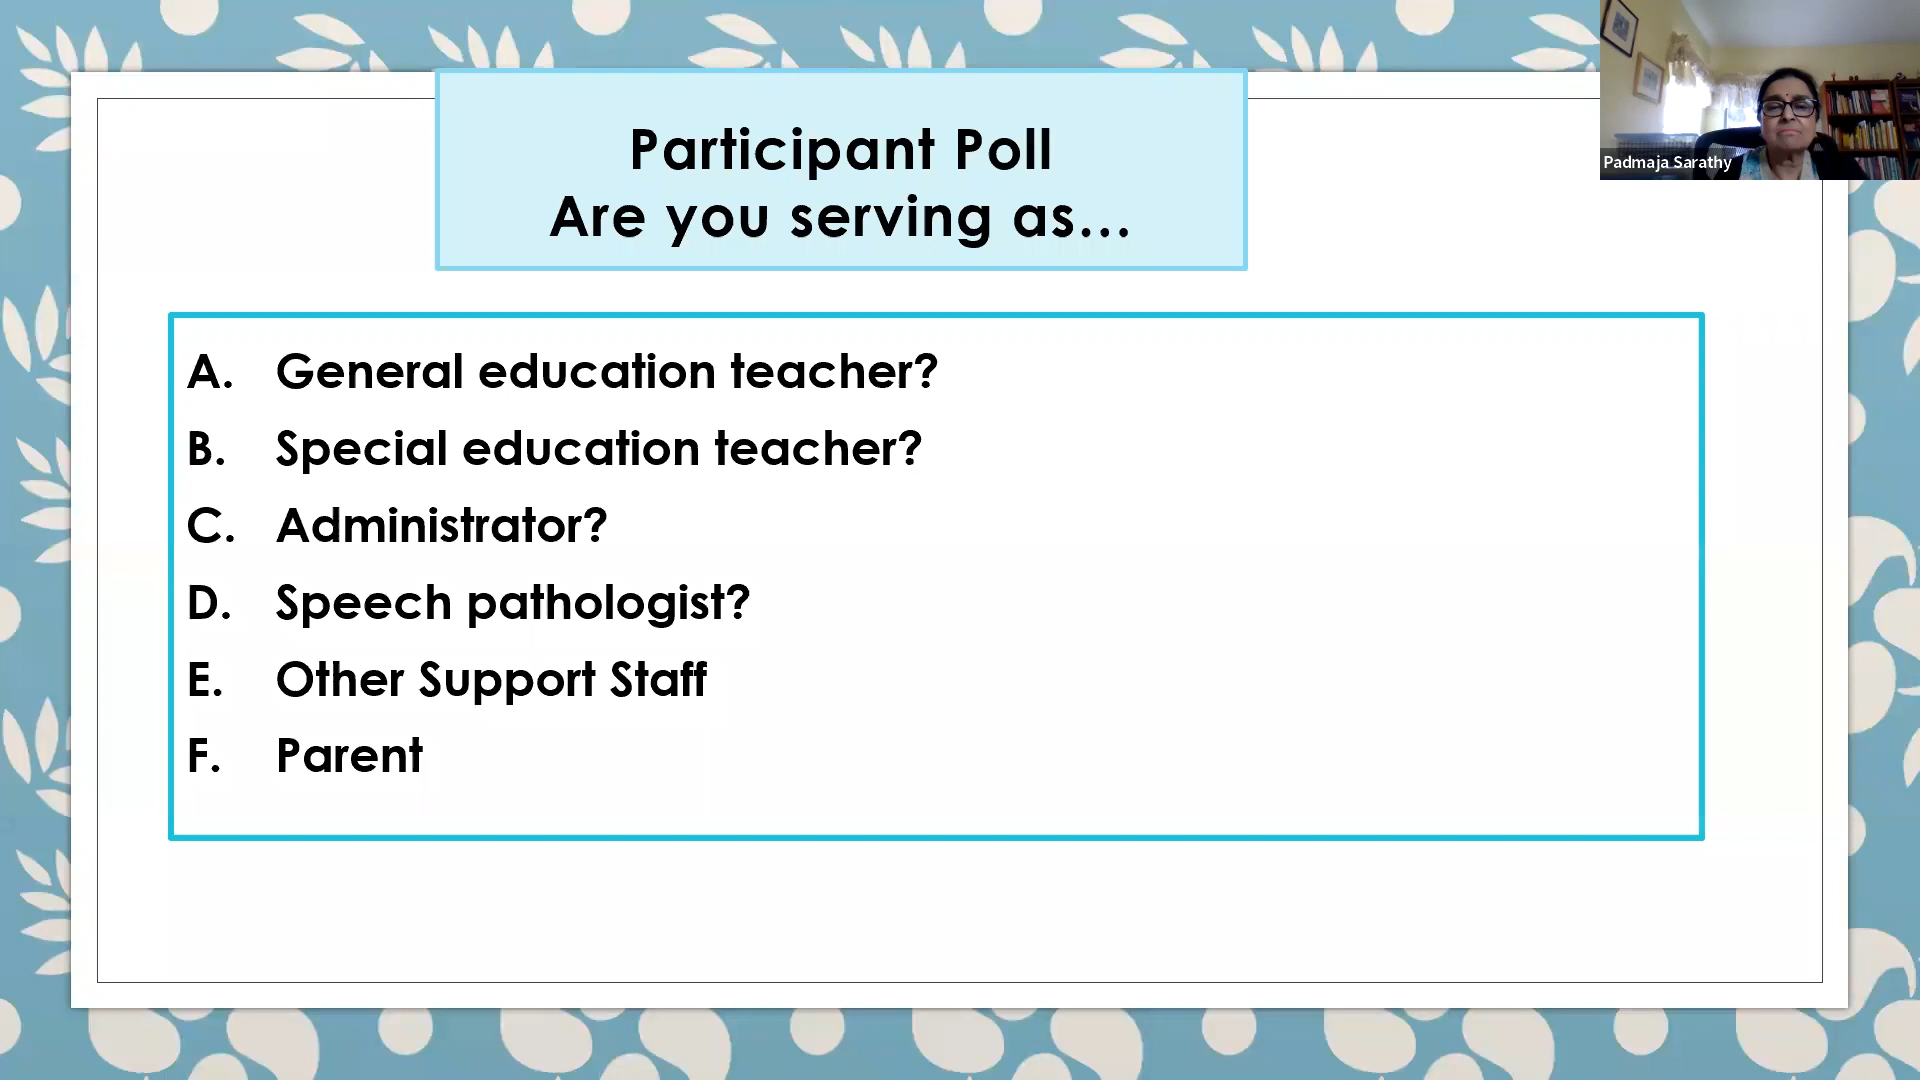 Participant Poll
Are you serving as...
Padmaja Sarathy
A. General education teacher?
B. Special education teacher?
C. Administrator?
D. Speech pathologist?
E. Other Support Staff
F. Parent